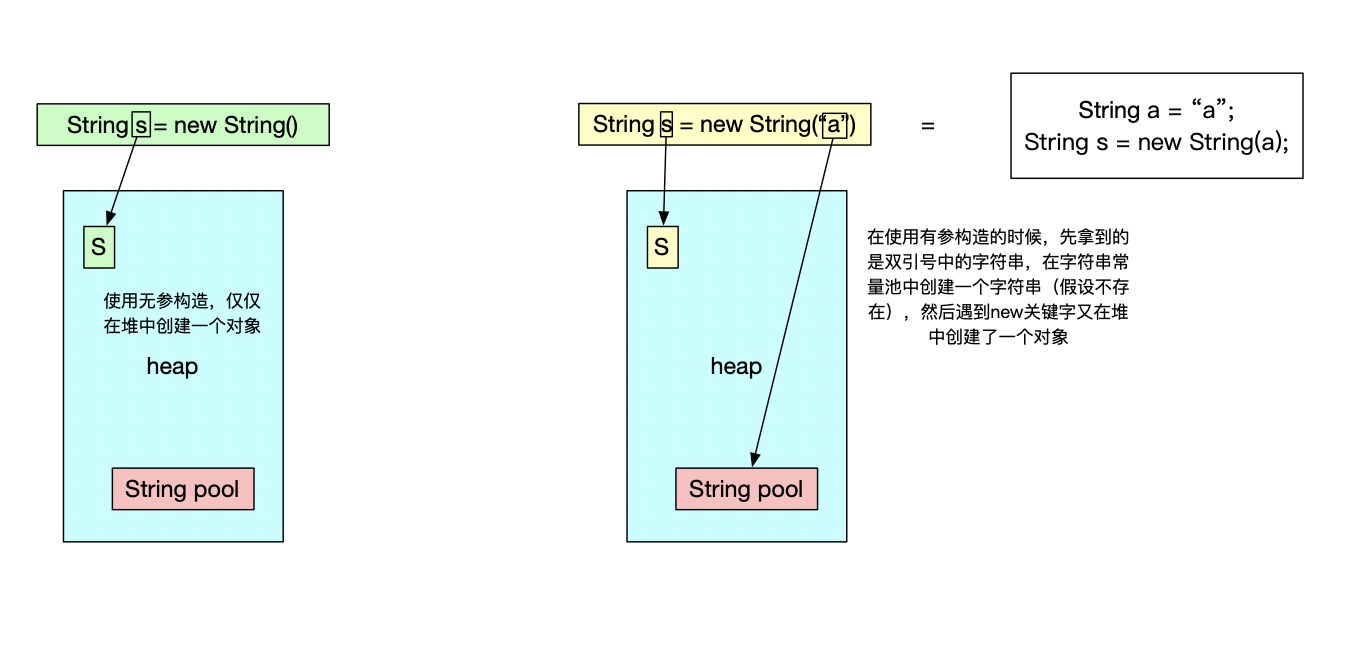 String s = new String()
S
使用无参构造，仅仅
在堆中创建一个对象
heap
String pool
String s = new String(“a”)
S
heap
String pool
=
String a = “a”;
String s = new String(a);
在使用有参构造的时候，先拿到的
是双引号中的字符串，在字符串常
量池中创建一个字符串（假设不存
在），然后遇到new关键字又在堆
中创建了一个对象